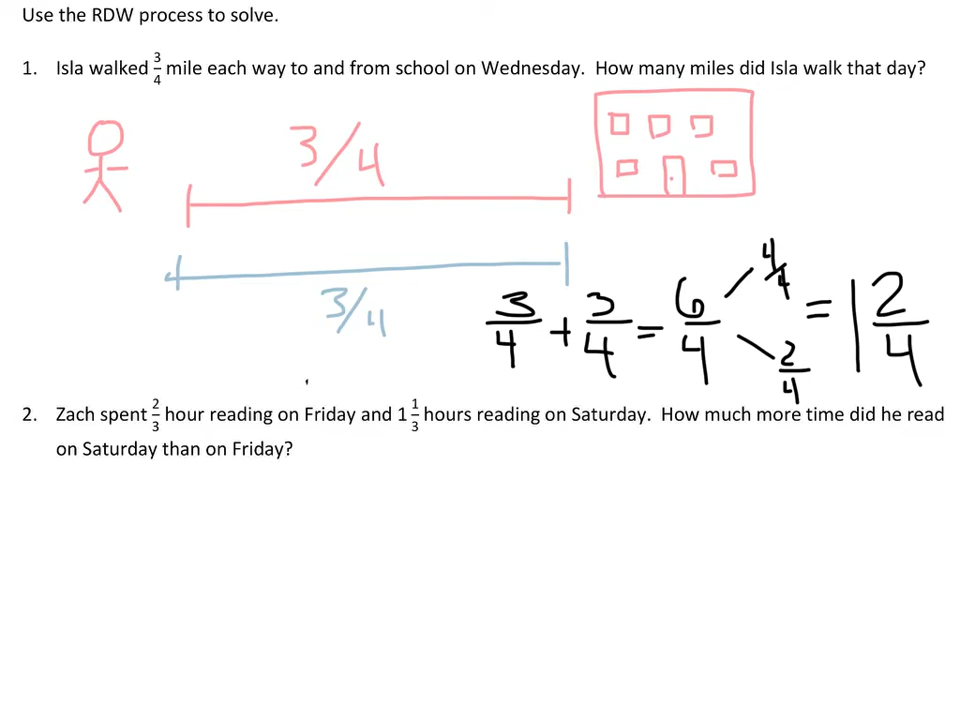 Use the RDW process to solve.
1. Isla walked 3/4 mile each way to and from school on Wednesday. How many miles did Isla walk that day?
3/4
3/4
3/4 + 3/4 = 6/4 4/4 2/4 = 1 2/4
2. Zach spent 2/3 hour reading on Friday and 1 1/3 hours reading on Saturday. How much more time did he read
on Saturday than on Friday?